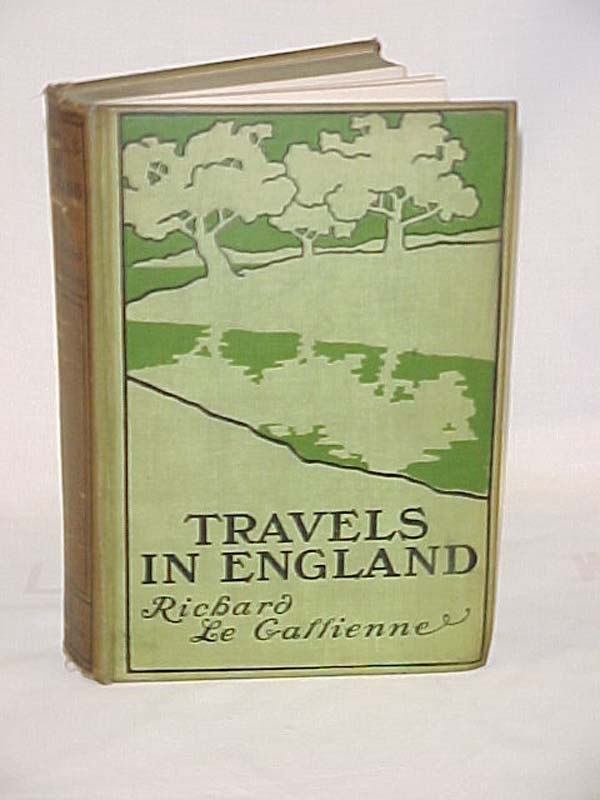 TRAVELS
IN ENGLAND
Richard
Le Gallienne